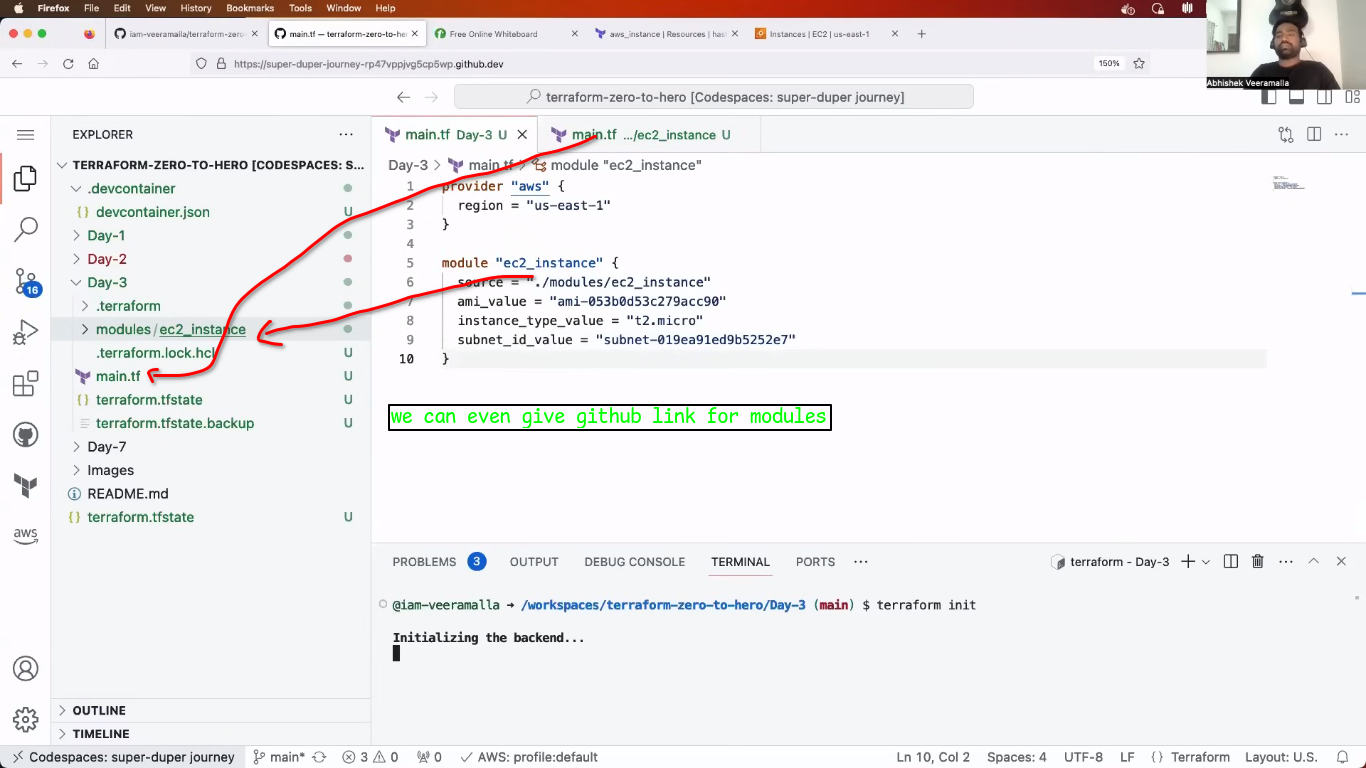 Firefox File Edit View History Bookmarks Tools Window Help
iam-veeramalla/terraform-zero-
main.tf — terraform-zero-to-he
Free Online Whiteboard
aws_instance | Resources | has
Instances | EC2 | us-east-1
https://super-duper-journey-rp47vppjvg5cp5wp.github.dev
150%
Abhishek Veeramalla
terraform-zero-to-hero [Codespaces: super-duper journey]
EXPLORER
TERRAFORM-ZERO-TO-HERO [CODESPACES: S...
.devcontainer
devcontainer.json U
Day-1
Day-2
Day-3
.terraform
modules / ec2_instance
.terraform.lock.hcl U
main.tf U
terraform.tfstate U
terraform.tfstate.backup U
Day-7
Images
README.md
terraform.tfstate U
OUTLINE
TIMELINE
16
aws
main.tf Day-3 U
main.tf .../ec2_instance U
Day-3 > main.tf > module "ec2_instance"
1 provider "aws" {
2 region = "us-east-1"
3 }
4
5 module "ec2_instance" {
6 source = "./modules/ec2_instance"
7 ami_value = "ami-053b0d53c279acc90"
8 instance_type_value = "t2.micro"
9 subnet_id_value = "subnet-019ea91ed9b5252e7"
10 }
we can even give github link for modules
PROBLEMS 3 OUTPUT DEBUG CONSOLE TERMINAL PORTS
terraform - Day-3
@iam-veeramalla → /workspaces/terraform-zero-to-hero/Day-3 (main) $ terraform init
Initializing the backend...
Codespaces: super-duper journey main* 3 0 0 AWS: profile:default Ln 10, Col 2 Spaces: 4 UTF-8 LF {} Terraform Layout: U.S.